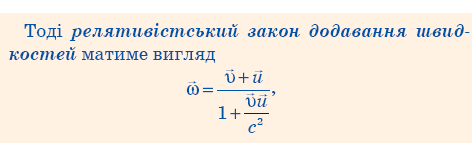 Тоді релятивістський закон додавання швид-
костей матиме вигляд
ω⃗ = (υ⃗ + u⃗) / (1 + υ⃗u⃗ / c²),